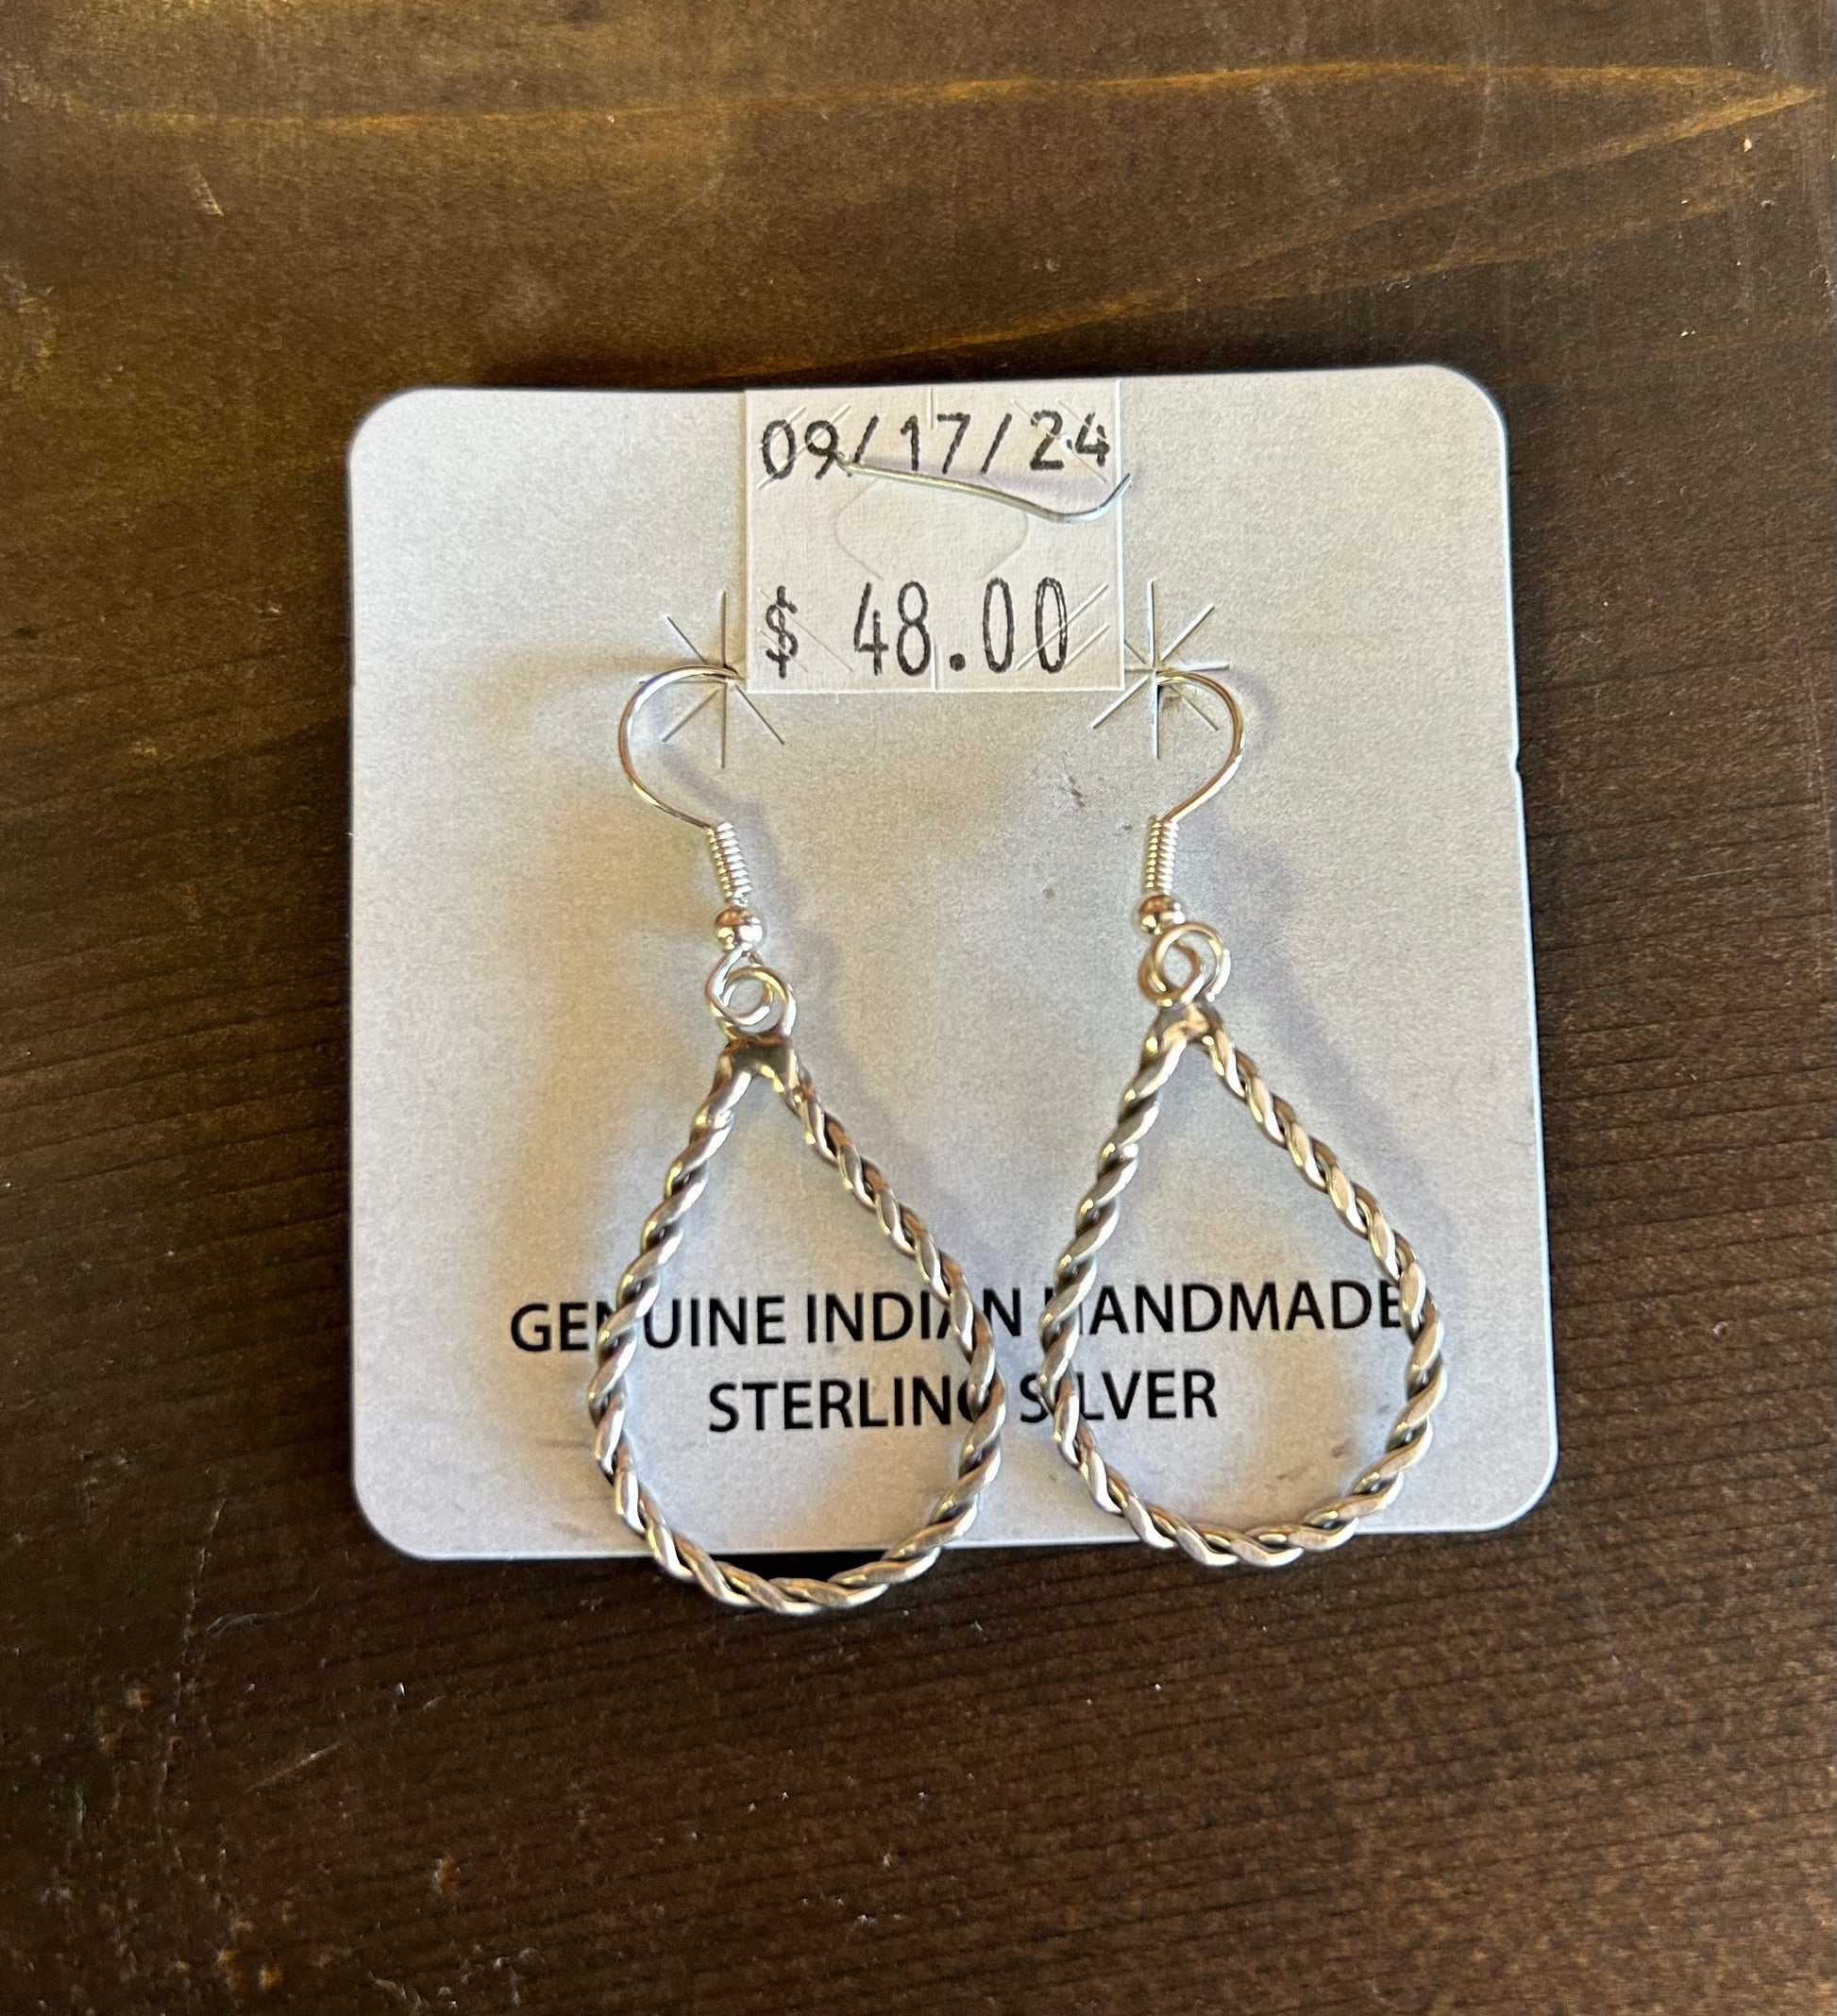 09/17/24
$ 48.00
GENUINE INDIAN HANDMADE
STERLING SILVER